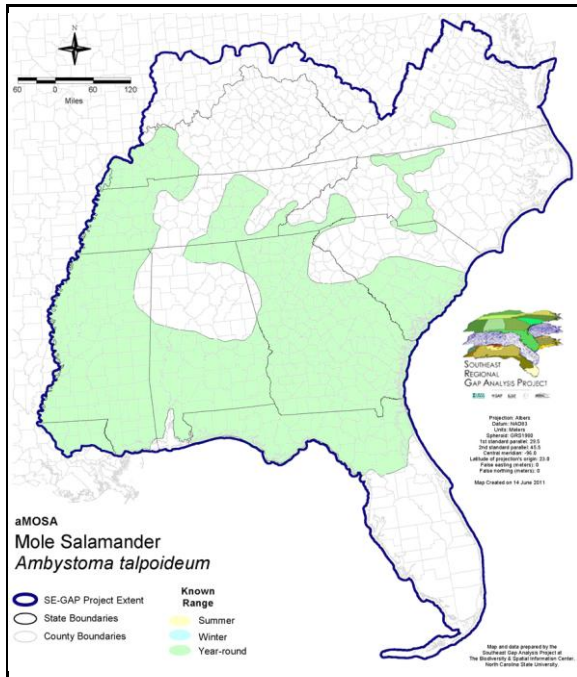 N
60 0 60 120
Miles
SOUTHEAST
REGIONAL
GAP ANALYSIS PROJECT
Projection: Albers
Datum: NAD83
Units: Meters
Spheroid: GRS1980
1st standard parallel: 29.5
2nd standard parallel: 45.5
Central meridian: -96.0
Latitude of projection's origin: 23.0
False easting (meters): 0
False northing (meters): 0
Map Created on 14 June 2011
aMOSA
Mole Salamander
Ambystoma talpoideum
SE-GAP Project Extent
State Boundaries
County Boundaries
Known
Range
Summer
Winter
Year-round
Map and data prepared by the
Southeast Gap Analysis Project at
The Biodiversity & Spatial Information Center,
North Carolina State University.